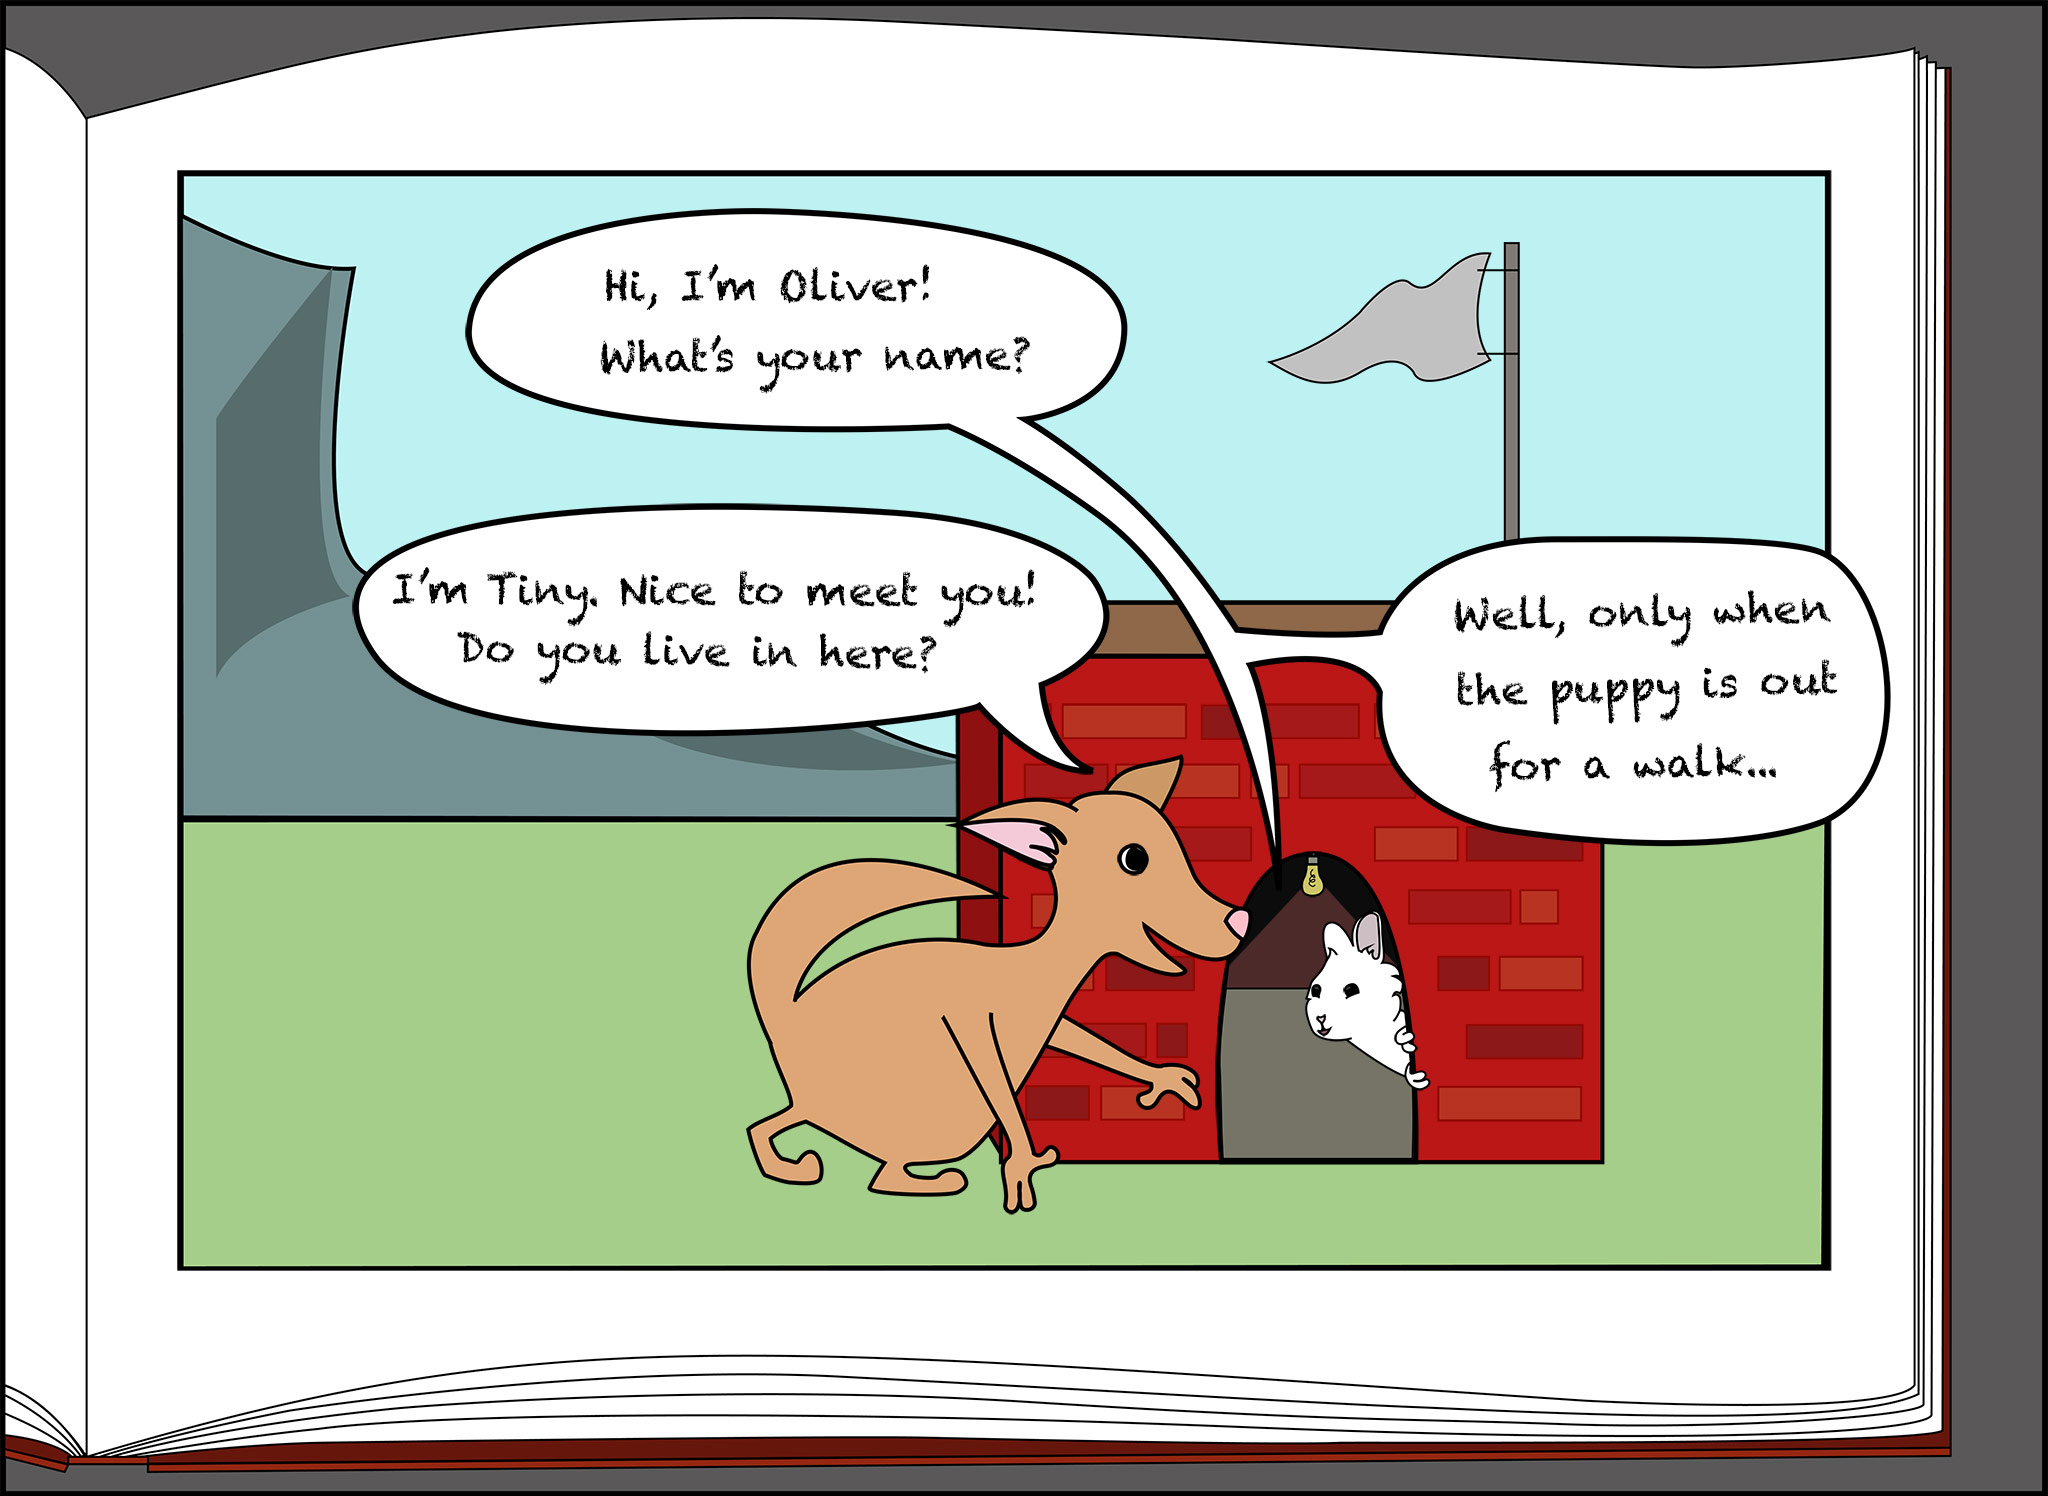 Hi, I'm Oliver!
What's your name?
I'm Tiny. Nice to meet you!
Do you live in here?
Well, only when
the puppy is out
for a walk...